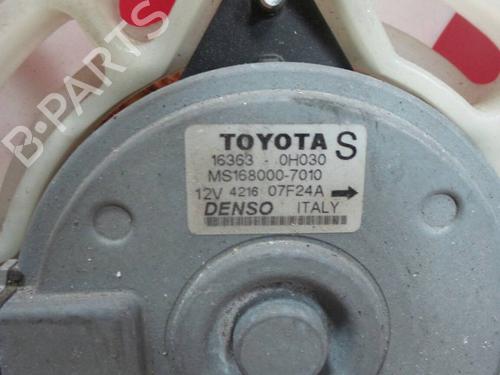 B-PARTS
TOYOTA S
16363 - 0H030
MS168000-7010
12V 4216 07F24A
DENSO ITALY